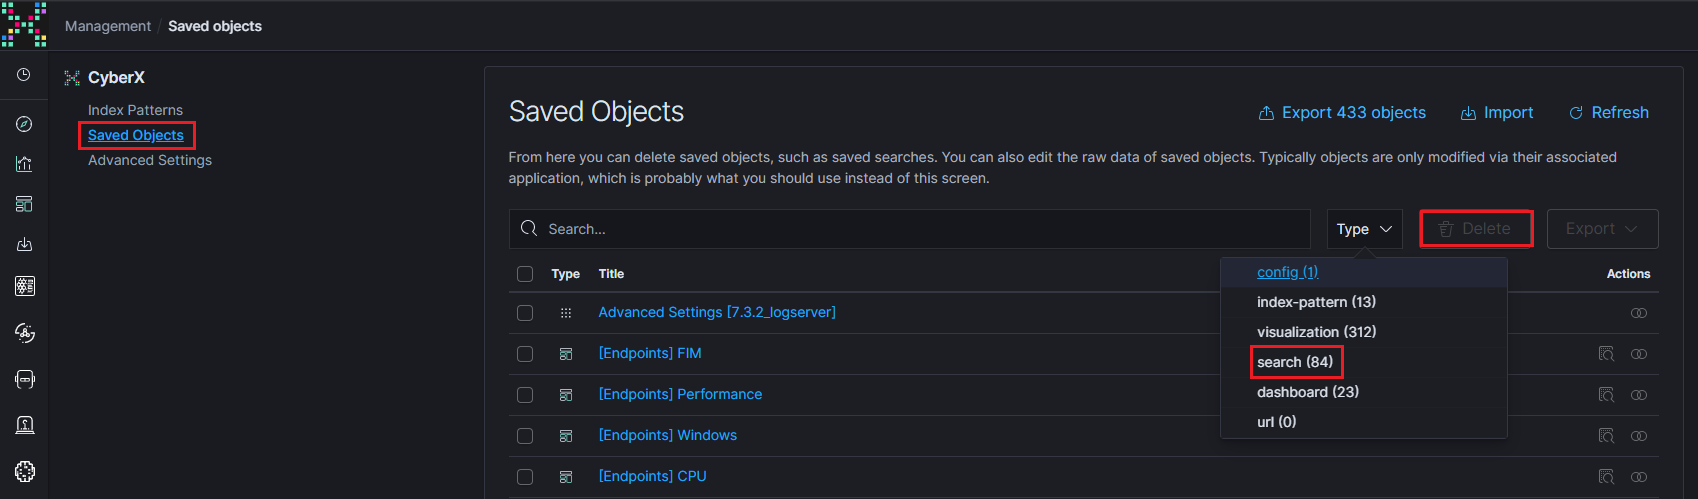 Management / Saved objects
CyberX
Index Patterns
Saved Objects
Advanced Settings
Saved Objects
Export 433 objects Import Refresh
From here you can delete saved objects, such as saved searches. You can also edit the raw data of saved objects. Typically objects are only modified via their associated
application, which is probably what you should use instead of this screen.
Search... Type Delete Export
Type Title Actions
config (1)
index-pattern (13)
visualization (312)
search (84)
dashboard (23)
url (0)
Advanced Settings [7.3.2_logserver]
[Endpoints] FIM
[Endpoints] Performance
[Endpoints] Windows
[Endpoints] CPU